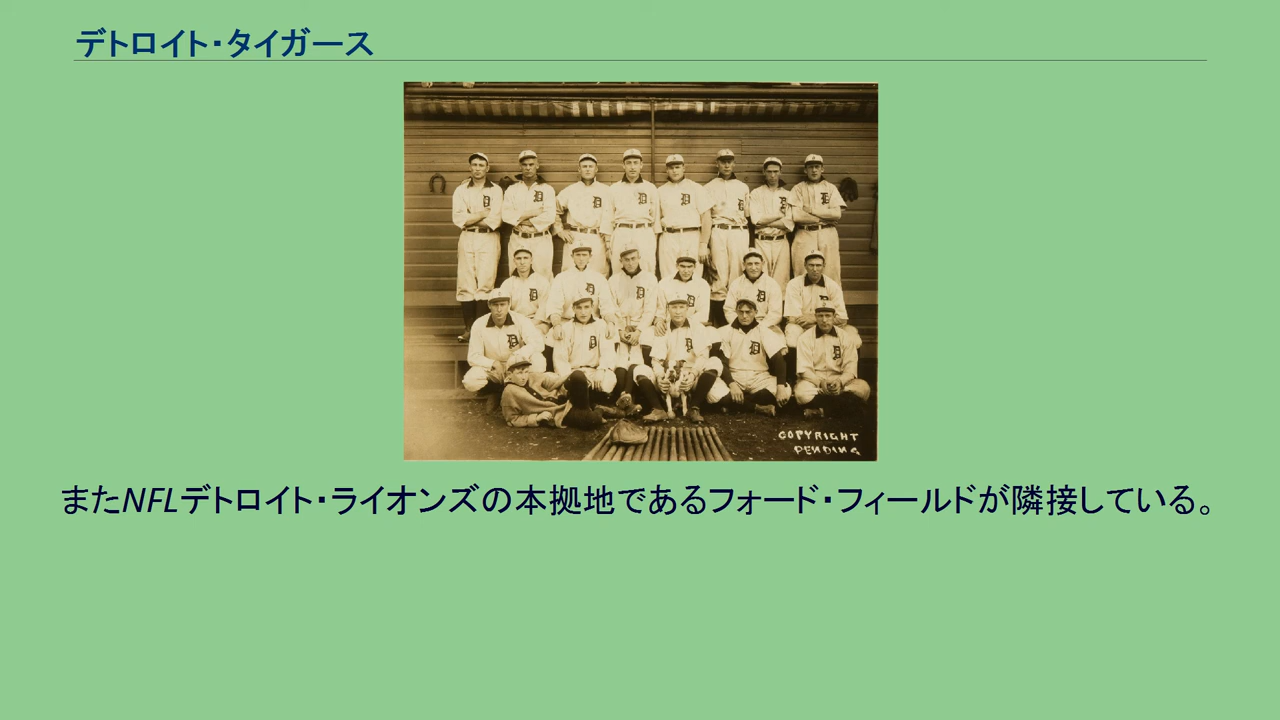 デトロイト・タイガース
COPYRIGHT
PENDING
またNFLデトロイト・ライオンズの本拠地であるフォード・フィールドが隣接している。